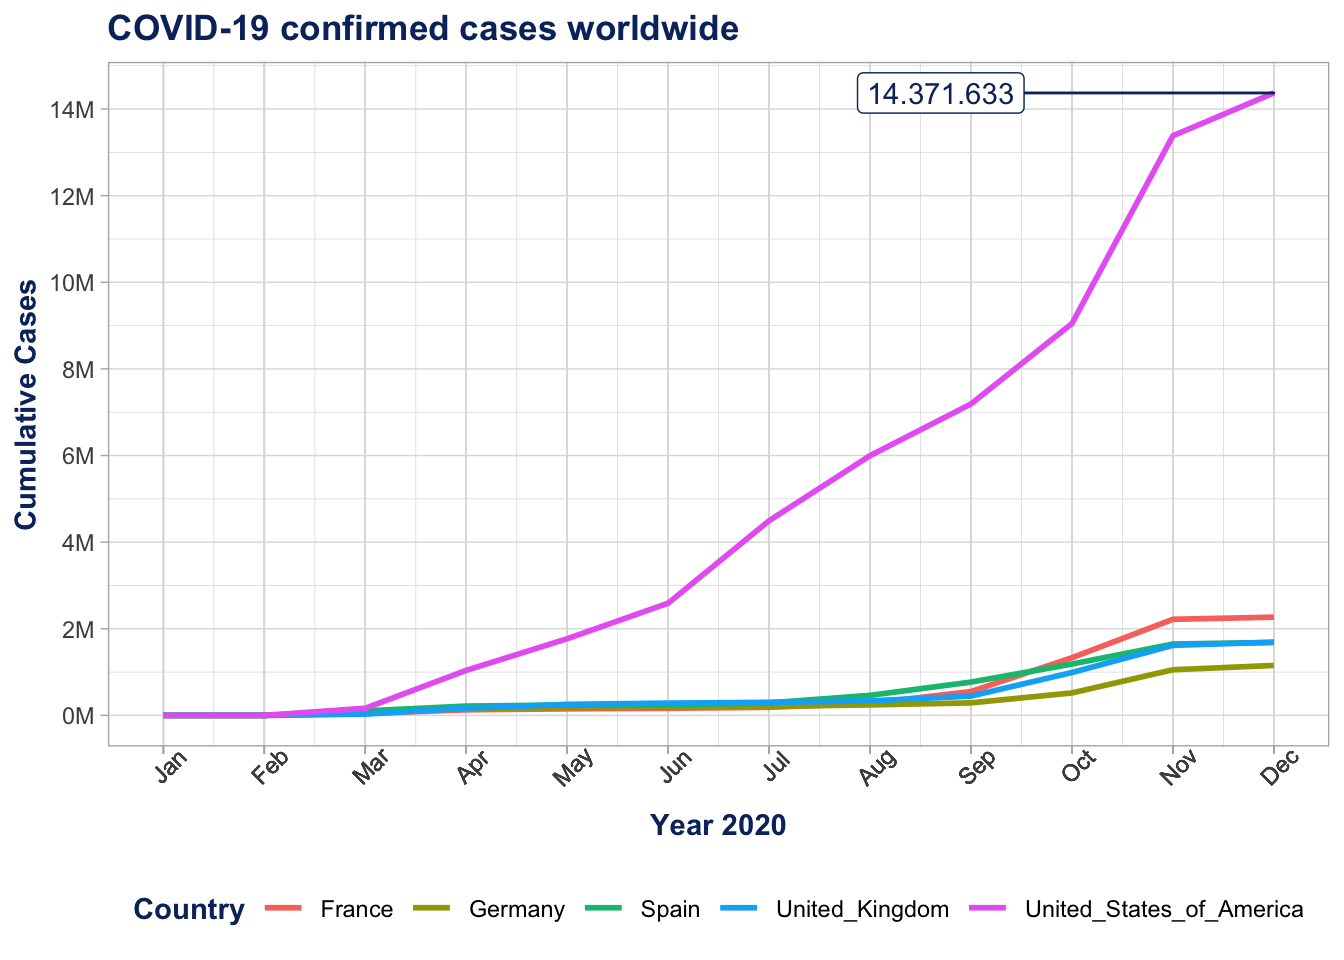 COVID-19 confirmed cases worldwide
14.371.633
14M
12M
10M
8M
6M
4M
2M
0M
Cumulative Cases
Jan Feb Mar Apr May Jun Jul Aug Sep Oct Nov Dec
Year 2020
Country France Germany Spain United_Kingdom United_States_of_America